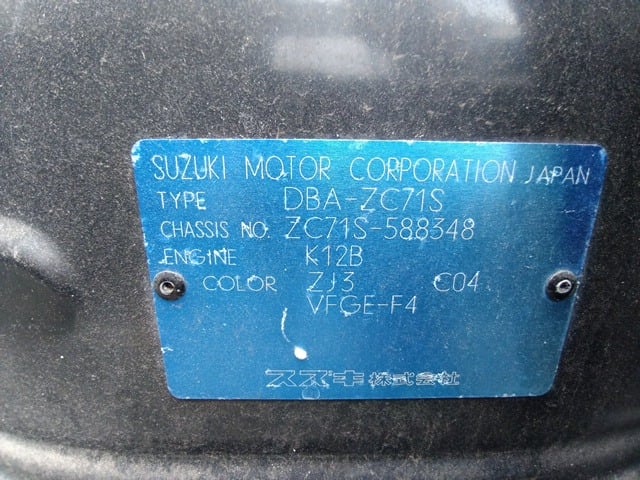 SUZUKI MOTOR CORPORATION JAPAN
TYPE DBA-ZC71S
CHASSIS NO. ZC71S-588348
ENGINE K12B
COLOR ZJ3 C04
VFGE-F4
スズキ株式会社